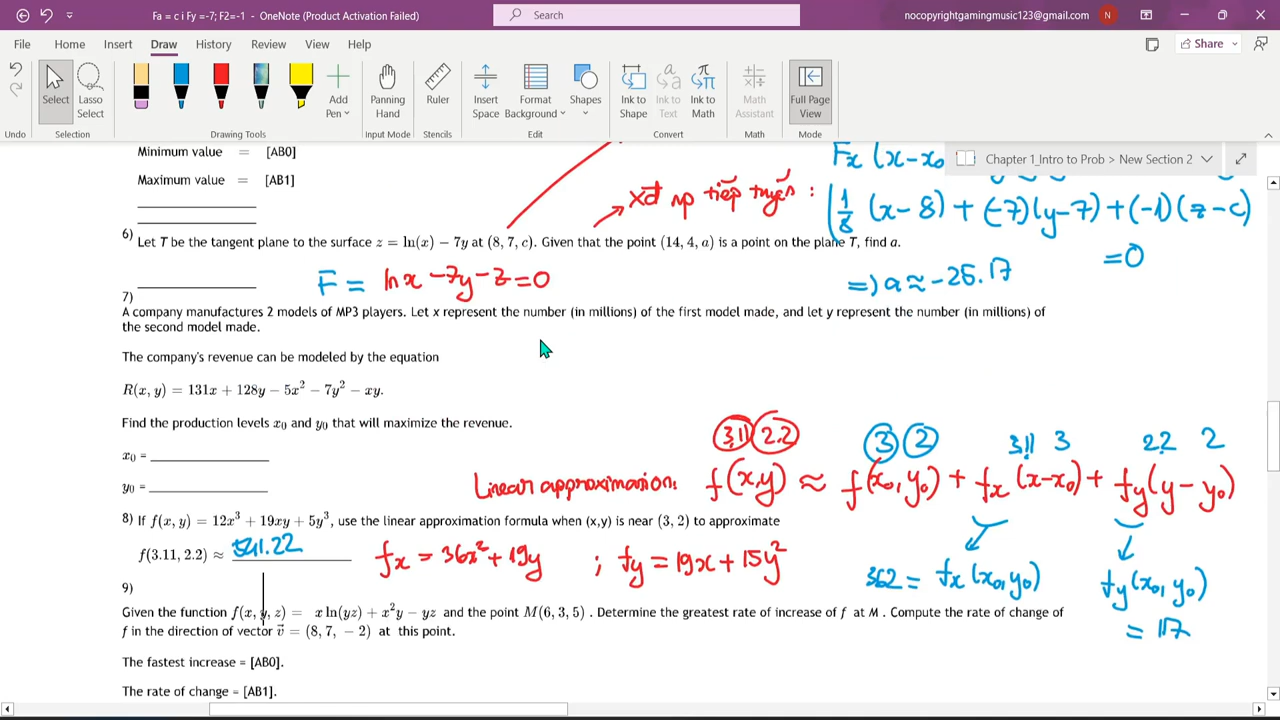 Fa = c i Fy =-7; F2=-1 - OneNote (Product Activation Failed)
Search
nocopyrightgamingmusic123@gmail.com
N
File Home Insert Draw History Review View Help
Share
Undo
Select
Lasso Select
Add Pen
Panning Hand
Ruler
Insert Space
Format Background
Shapes
Ink to Shape
Ink to Text
Ink to Math
Math Assistant
Full Page View
Undo Selection Drawing Tools Input Mode Stencils Edit Convert Math Mode
Chapter 1_Intro to Prob > New Section 2
Minimum value = [AB0]
Fx (x-x0
Maximum value = [AB1]
Xđ np tiếp tuyến :
1/8 (x-8) + (-7)(y-7) + (-1)(z-c)
=0
6) Let T be the tangent plane to the surface z = ln(x) − 7y at (8, 7, c). Given that the point (14, 4, a) is a point on the plane T, find a.
F = lnx -7y-z=0
=> a ≈ -25.17
7)
A company manufactures 2 models of MP3 players. Let x represent the number (in millions) of the first model made, and let y represent the number (in millions) of
the second model made.
The company's revenue can be modeled by the equation
R(x, y) = 131x + 128y − 5x² − 7y² − xy.
Find the production levels x₀ and y₀ that will maximize the revenue.
x₀ =
y₀ =
3.11 2.2 3 2 3.11 3 2.2 2
Linear approximation: f(x,y) ≈ f(x₀,y₀) + fx (x-x₀) + fy (y-y₀)
8) If f(x, y) = 12x³ + 19xy + 5y³, use the linear approximation formula when (x,y) is near (3, 2) to approximate
f(3.11, 2.2) ≈ 541.22
fx = 36x² + 19y ; fy = 19x + 15y²
362 = fx(x₀,y₀)
fy(x₀,y₀)
= 117
9)
Given the function f(x, y, z) = x ln(yz) + x²y − yz and the point M(6, 3, 5) . Determine the greatest rate of increase of f at M . Compute the rate of change of
f in the direction of vector v⃗ = (8, 7, − 2) at this point.
The fastest increase = [AB0].
The rate of change = [AB1].